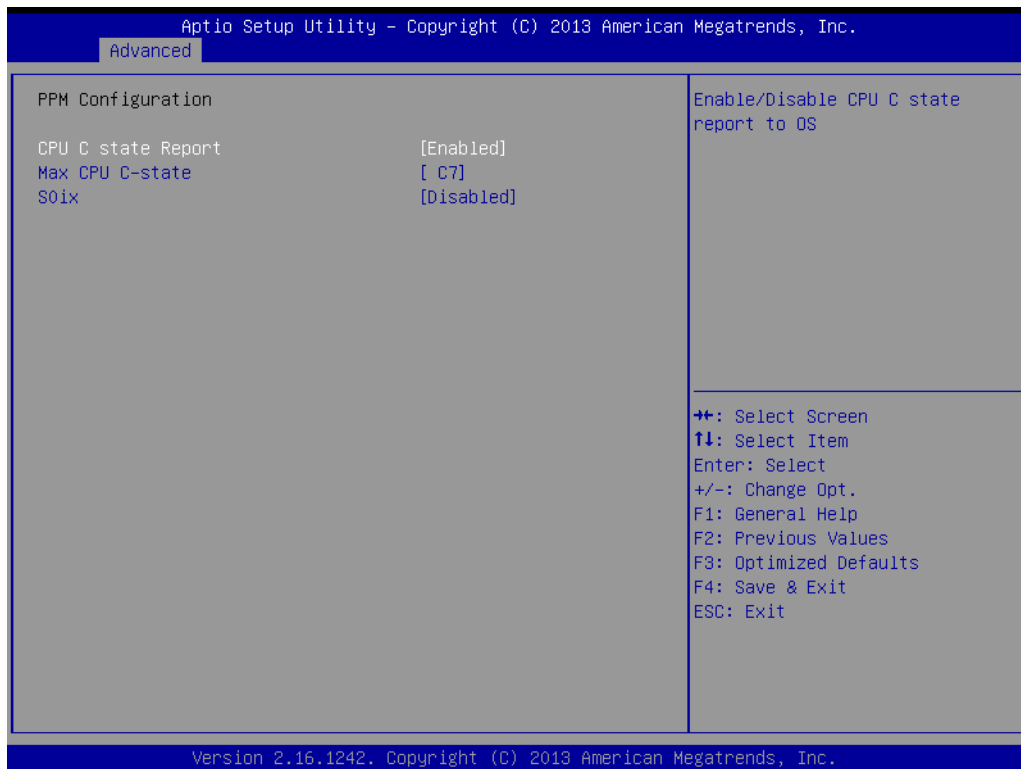 Aptio Setup Utility – Copyright (C) 2013 American Megatrends, Inc.
Advanced
PPM Configuration
CPU C state Report [Enabled]
Max CPU C-state [ C7]
S0ix [Disabled]
Enable/Disable CPU C state
report to OS
→←: Select Screen
↑↓: Select Item
Enter: Select
+/-: Change Opt.
F1: General Help
F2: Previous Values
F3: Optimized Defaults
F4: Save & Exit
ESC: Exit
Version 2.16.1242. Copyright (C) 2013 American Megatrends, Inc.